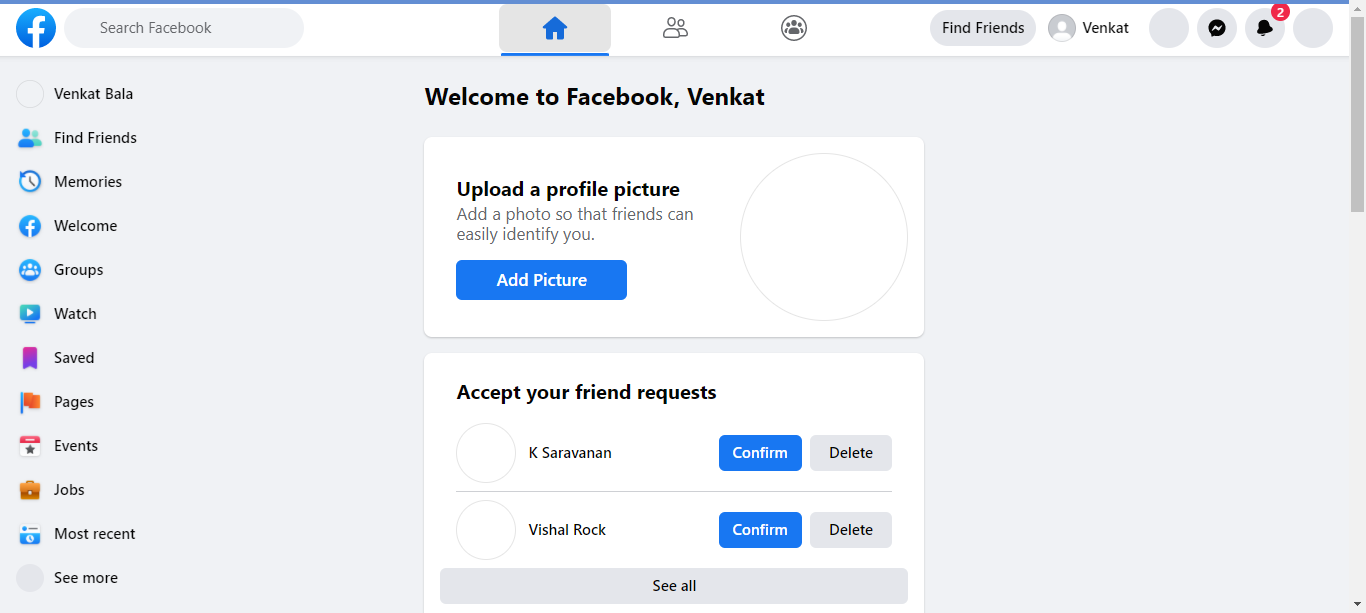 Search Facebook
Find Friends
Venkat
2
Venkat Bala
Find Friends
Memories
Welcome
Groups
Watch
Saved
Pages
Events
Jobs
Most recent
See more
Welcome to Facebook, Venkat
Upload a profile picture
Add a photo so that friends can
easily identify you.
Add Picture
Accept your friend requests
K Saravanan
Confirm
Delete
Vishal Rock
Confirm
Delete
See all